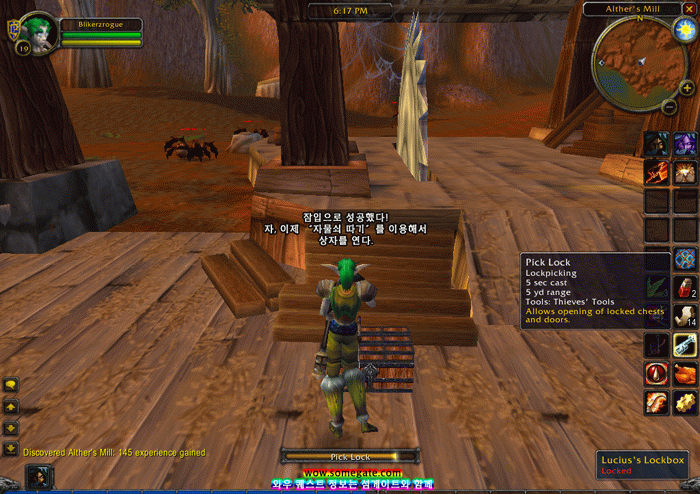 6:17 PM
Alther's Mill
Blikerzrogue
N
19
잠입으로 성공했다!
자, 이제 “자물쇠 따기”를 이용해서
상자를 연다.
Pick Lock
Lockpicking
5 sec cast
5 yd range
Tools: Thieves' Tools
Allows opening of locked chests
and doors.
2
14
Discovered Alther's Mill: 145 experience gained
Pick Lock
Lucius's Lockbox
Locked
www.somegate.com
와우 퀘스트 정보는 섬게이트와 함께